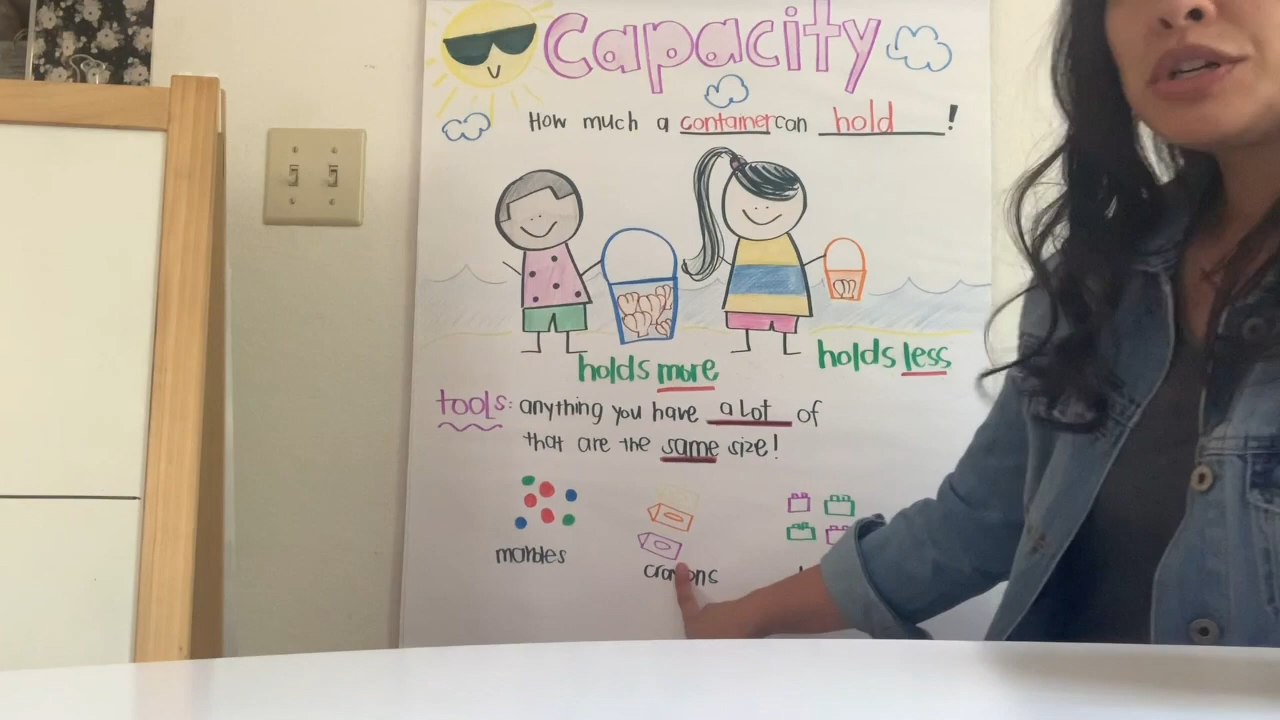 Capacity
How much a container can hold!
holds more
holds less
tools: anything you have a lot of
that are the same size!
marbles
crayons